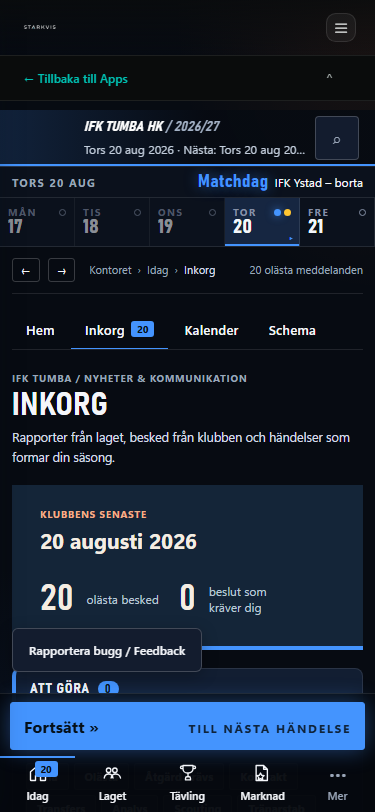 STARKVIS
← Tillbaka till Apps
^
IFK TUMBA HK / 2026/27
Tors 20 aug 2026 · Nästa: Tors 20 aug 20...
TORS 20 AUG
Matchdag IFK Ystad – borta
MÅN TIS ONS TOR FRE
17 18 19 20 21
← → Kontoret › Idag › Inkorg 20 olästa meddelanden
Hem Inkorg 20 Kalender Schema
IFK TUMBA / NYHETER & KOMMUNIKATION
INKORG
Rapporter från laget, besked från klubben och händelser som
formar din säsong.
KLUBBENS SENASTE
20 augusti 2026
20 olästa besked 0 beslut som
kräver dig
Rapportera bugg / Feedback
ATT GÖRA 0
Fortsätt » TILL NÄSTA HÄNDELSE
20
Idag Laget Tävling Marknad Mer